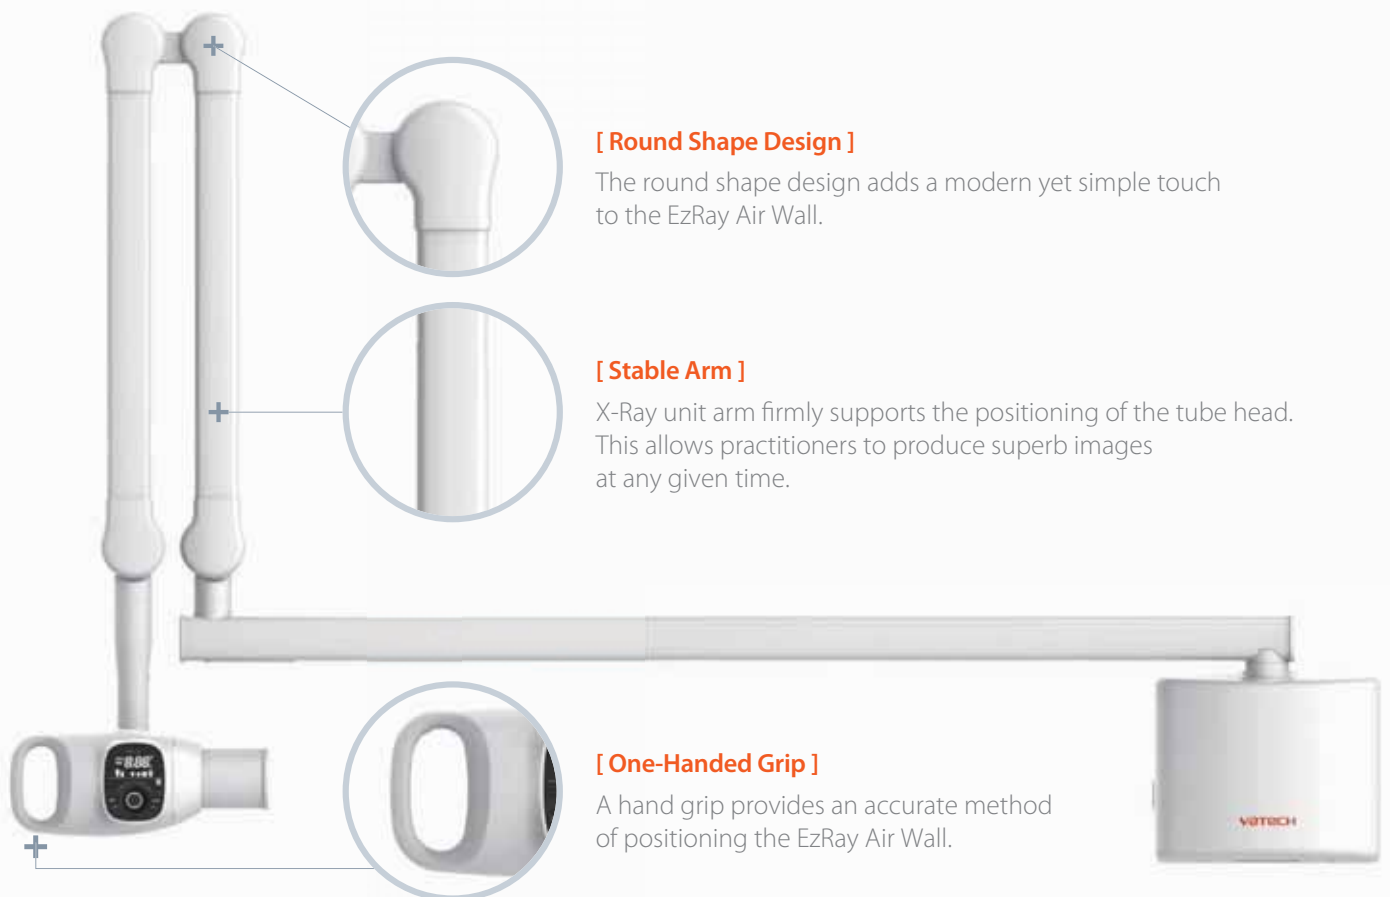 [ Round Shape Design ]
The round shape design adds a modern yet simple touch
to the EzRay Air Wall.
[ Stable Arm ]
X-Ray unit arm firmly supports the positioning of the tube head.
This allows practitioners to produce superb images
at any given time.
8.88
[ One-Handed Grip ]
A hand grip provides an accurate method
of positioning the EzRay Air Wall.
vatech